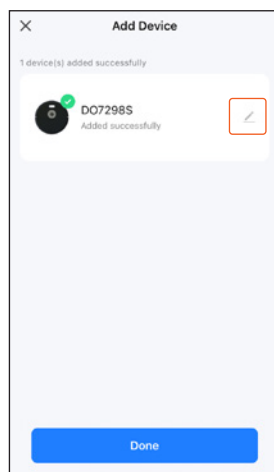 Add Device
1 device(s) added successfully
DO7298S
Added successfully
Done